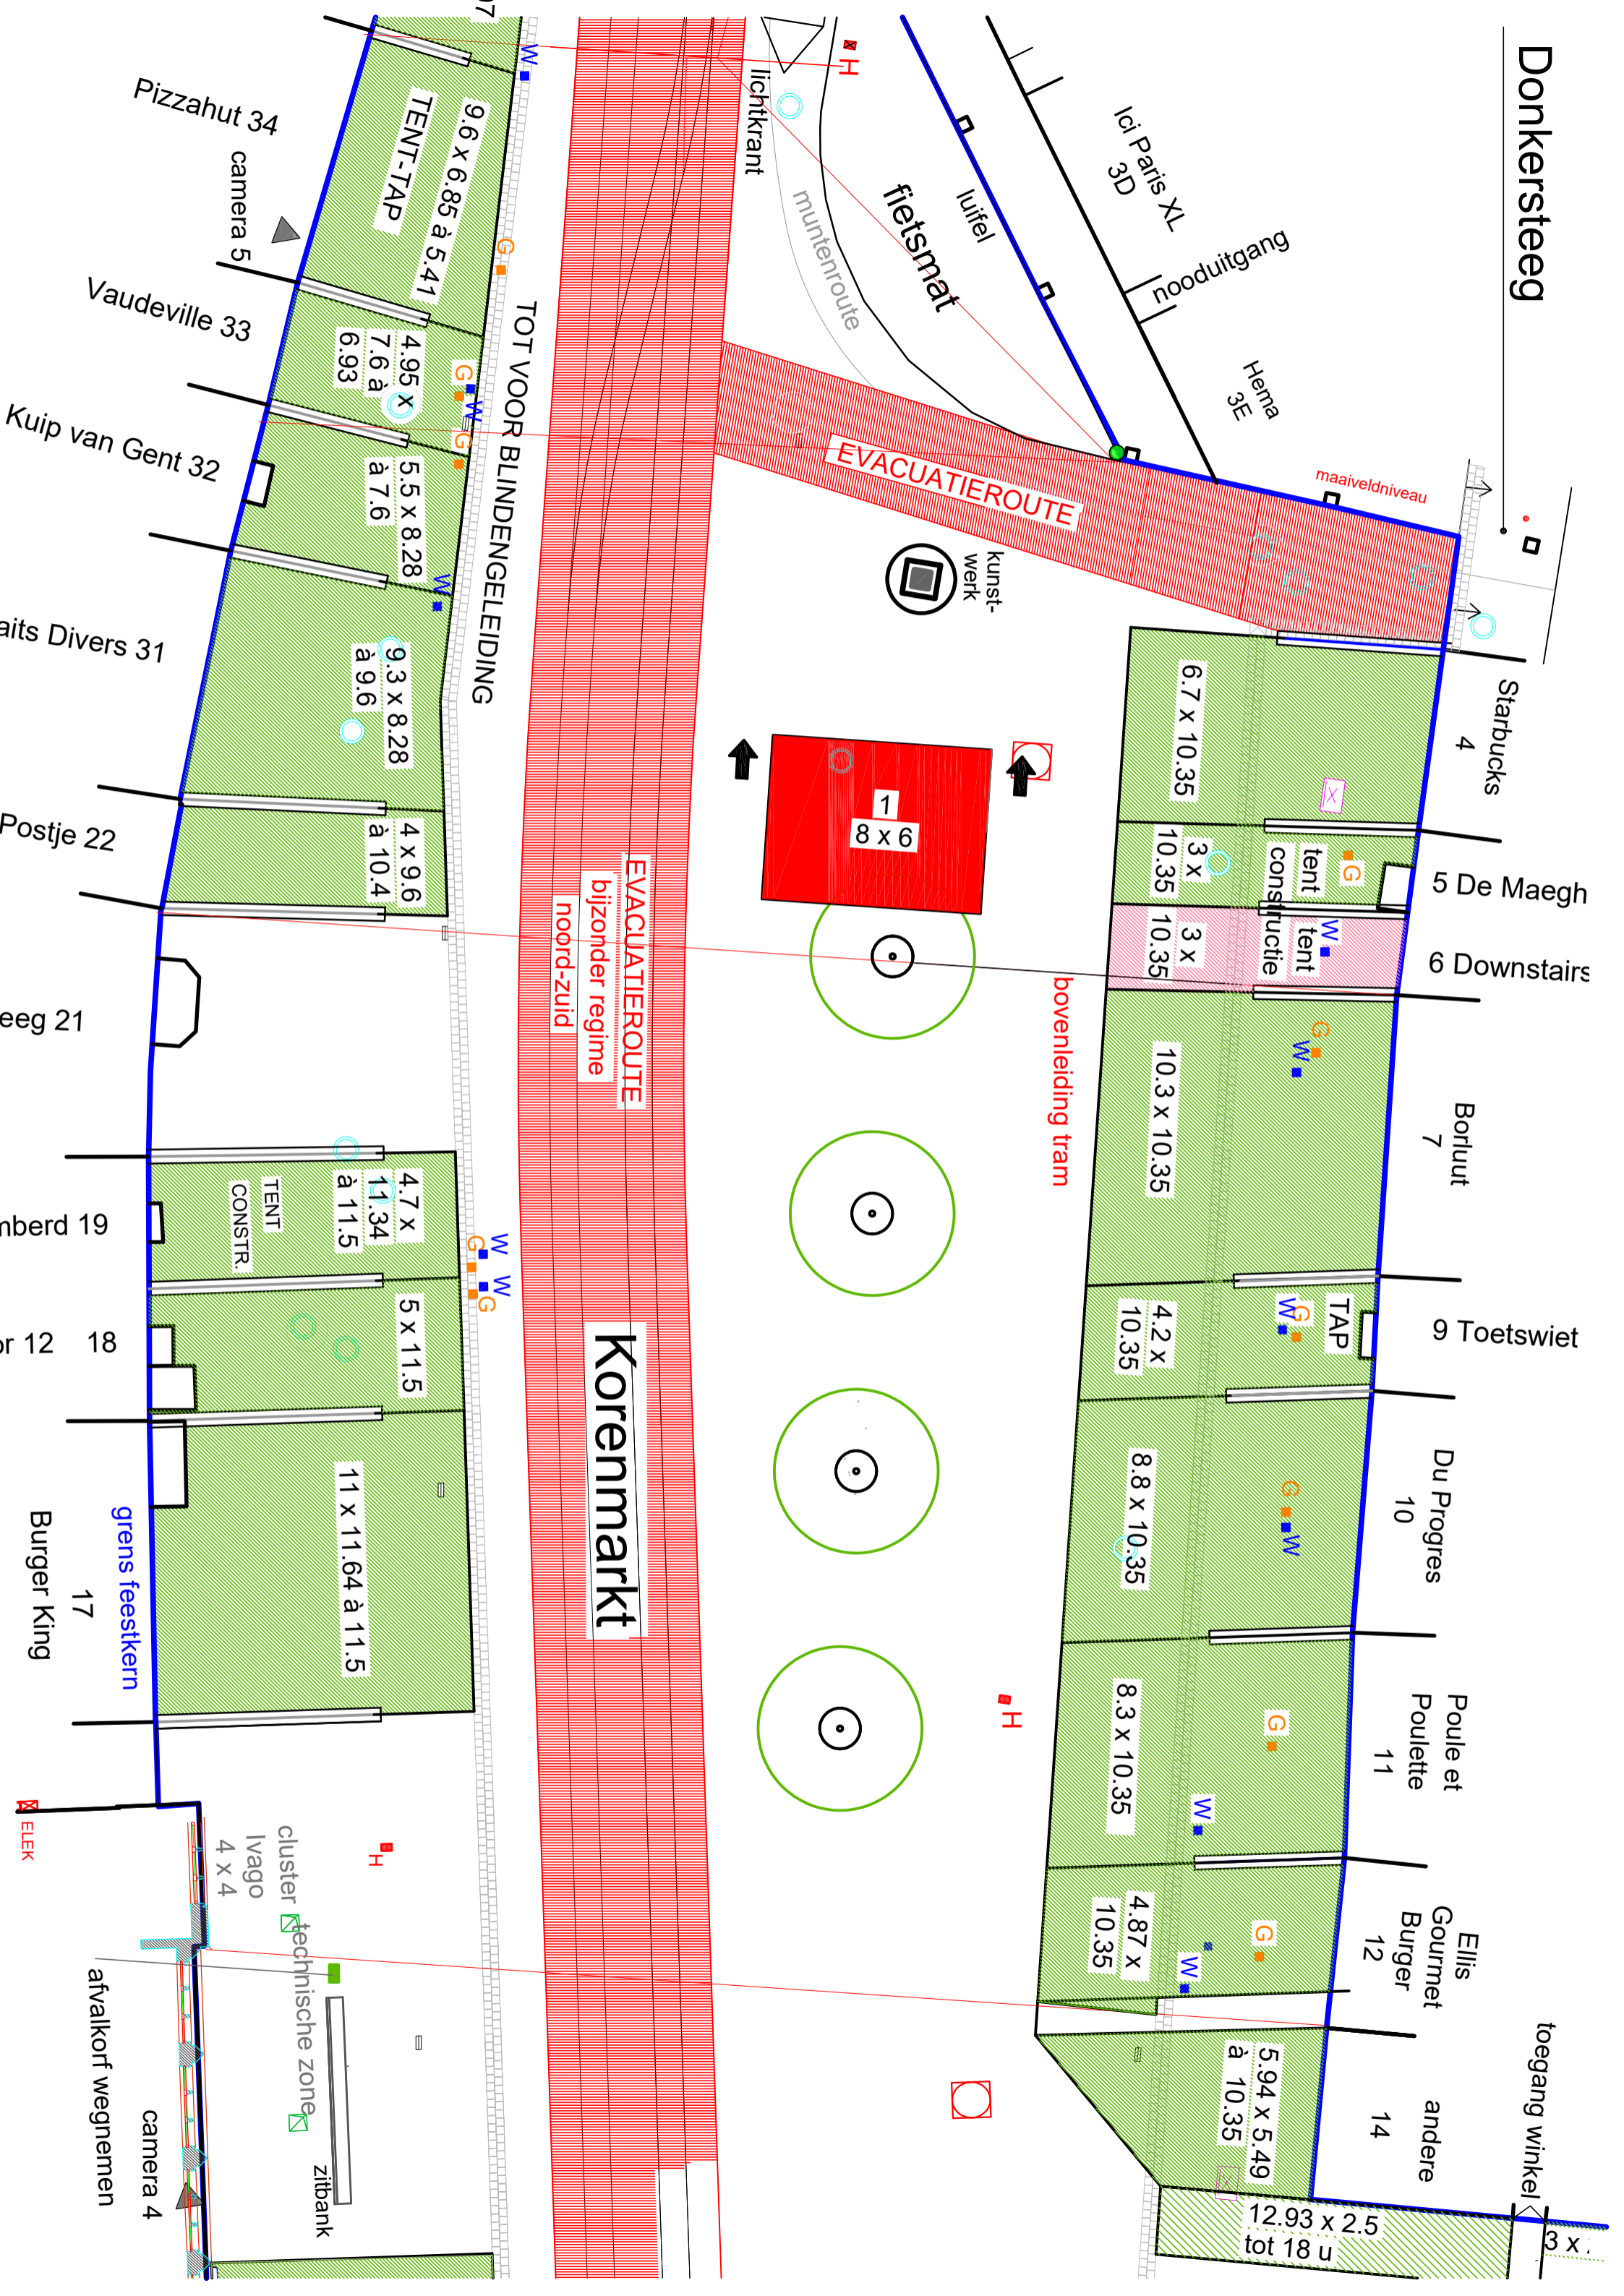 Donkersteeg
Ici Paris XL
3D
nooduitgang
Hema
3E
maaiveldniveau
luifel
fietsmat
muntenroute
lichtkrant
H
EVACUATIEROUTE
kunst-
werk
Pizzahut 34
camera 5
TENT-TAP
9.6 x 6.85 à 5.41
W
G
Vaudeville 33
4.95 x
7.6 à
6.93
G
W
G
Kuip van Gent 32
5.5 x 8.28
à 7.6
W
TOT VOOR BLINDENGELEIDING
aits Divers 31
9.3 x 8.28
à 9.6
Postje 22
4 x 9.6
à 10.4
eeg 21
EVACUATIEROUTE
bijzonder regime
noord-zuid
1
8 x 6
bovenleiding tram
Starbucks
4
6.7 x 10.35
5 De Maegh
tent
constructie
3 x
10.35
G
6 Downstairs
tent
3 x
10.35
W
Borluut
7
10.3 x 10.35
G
W
9 Toetswiet
TAP
4.2 x
10.35
G
W
Du Progres
10
8.8 x 10.35
G
W
Poule et
Poulette
11
8.3 x 10.35
G
W
Ellis
Gourmet
Burger
12
4.87 x
10.35
G
W
andere
14
5.94 x 5.49
à 10.35
toegang winkel
12.93 x 2.5
tot 18 u
3 x
mberd 19
TENT
CONSTR.
4.7 x
11.34
à 11.5
G
W
W
G
or 12
18
5 x 11.5
Korenmarkt
Burger King
17
11 x 11.64 à 11.5
grens feestkern
H
ELEK
H
cluster
Ivago
4 x 4
technische zone
afvalkorf wegnemen
camera 4
zitbank